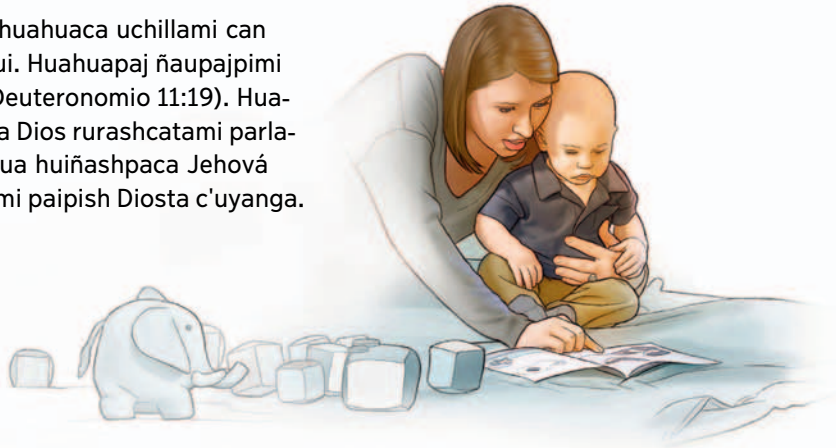 huahuaca uchillami can
ui. Huahuapaj ñaupajpimi
Deuteronomio 11:19). Hua-
a Dios rurashcatami parla-
ua huiñashpaca Jehová
mi paipish Diosta c'uyanga.